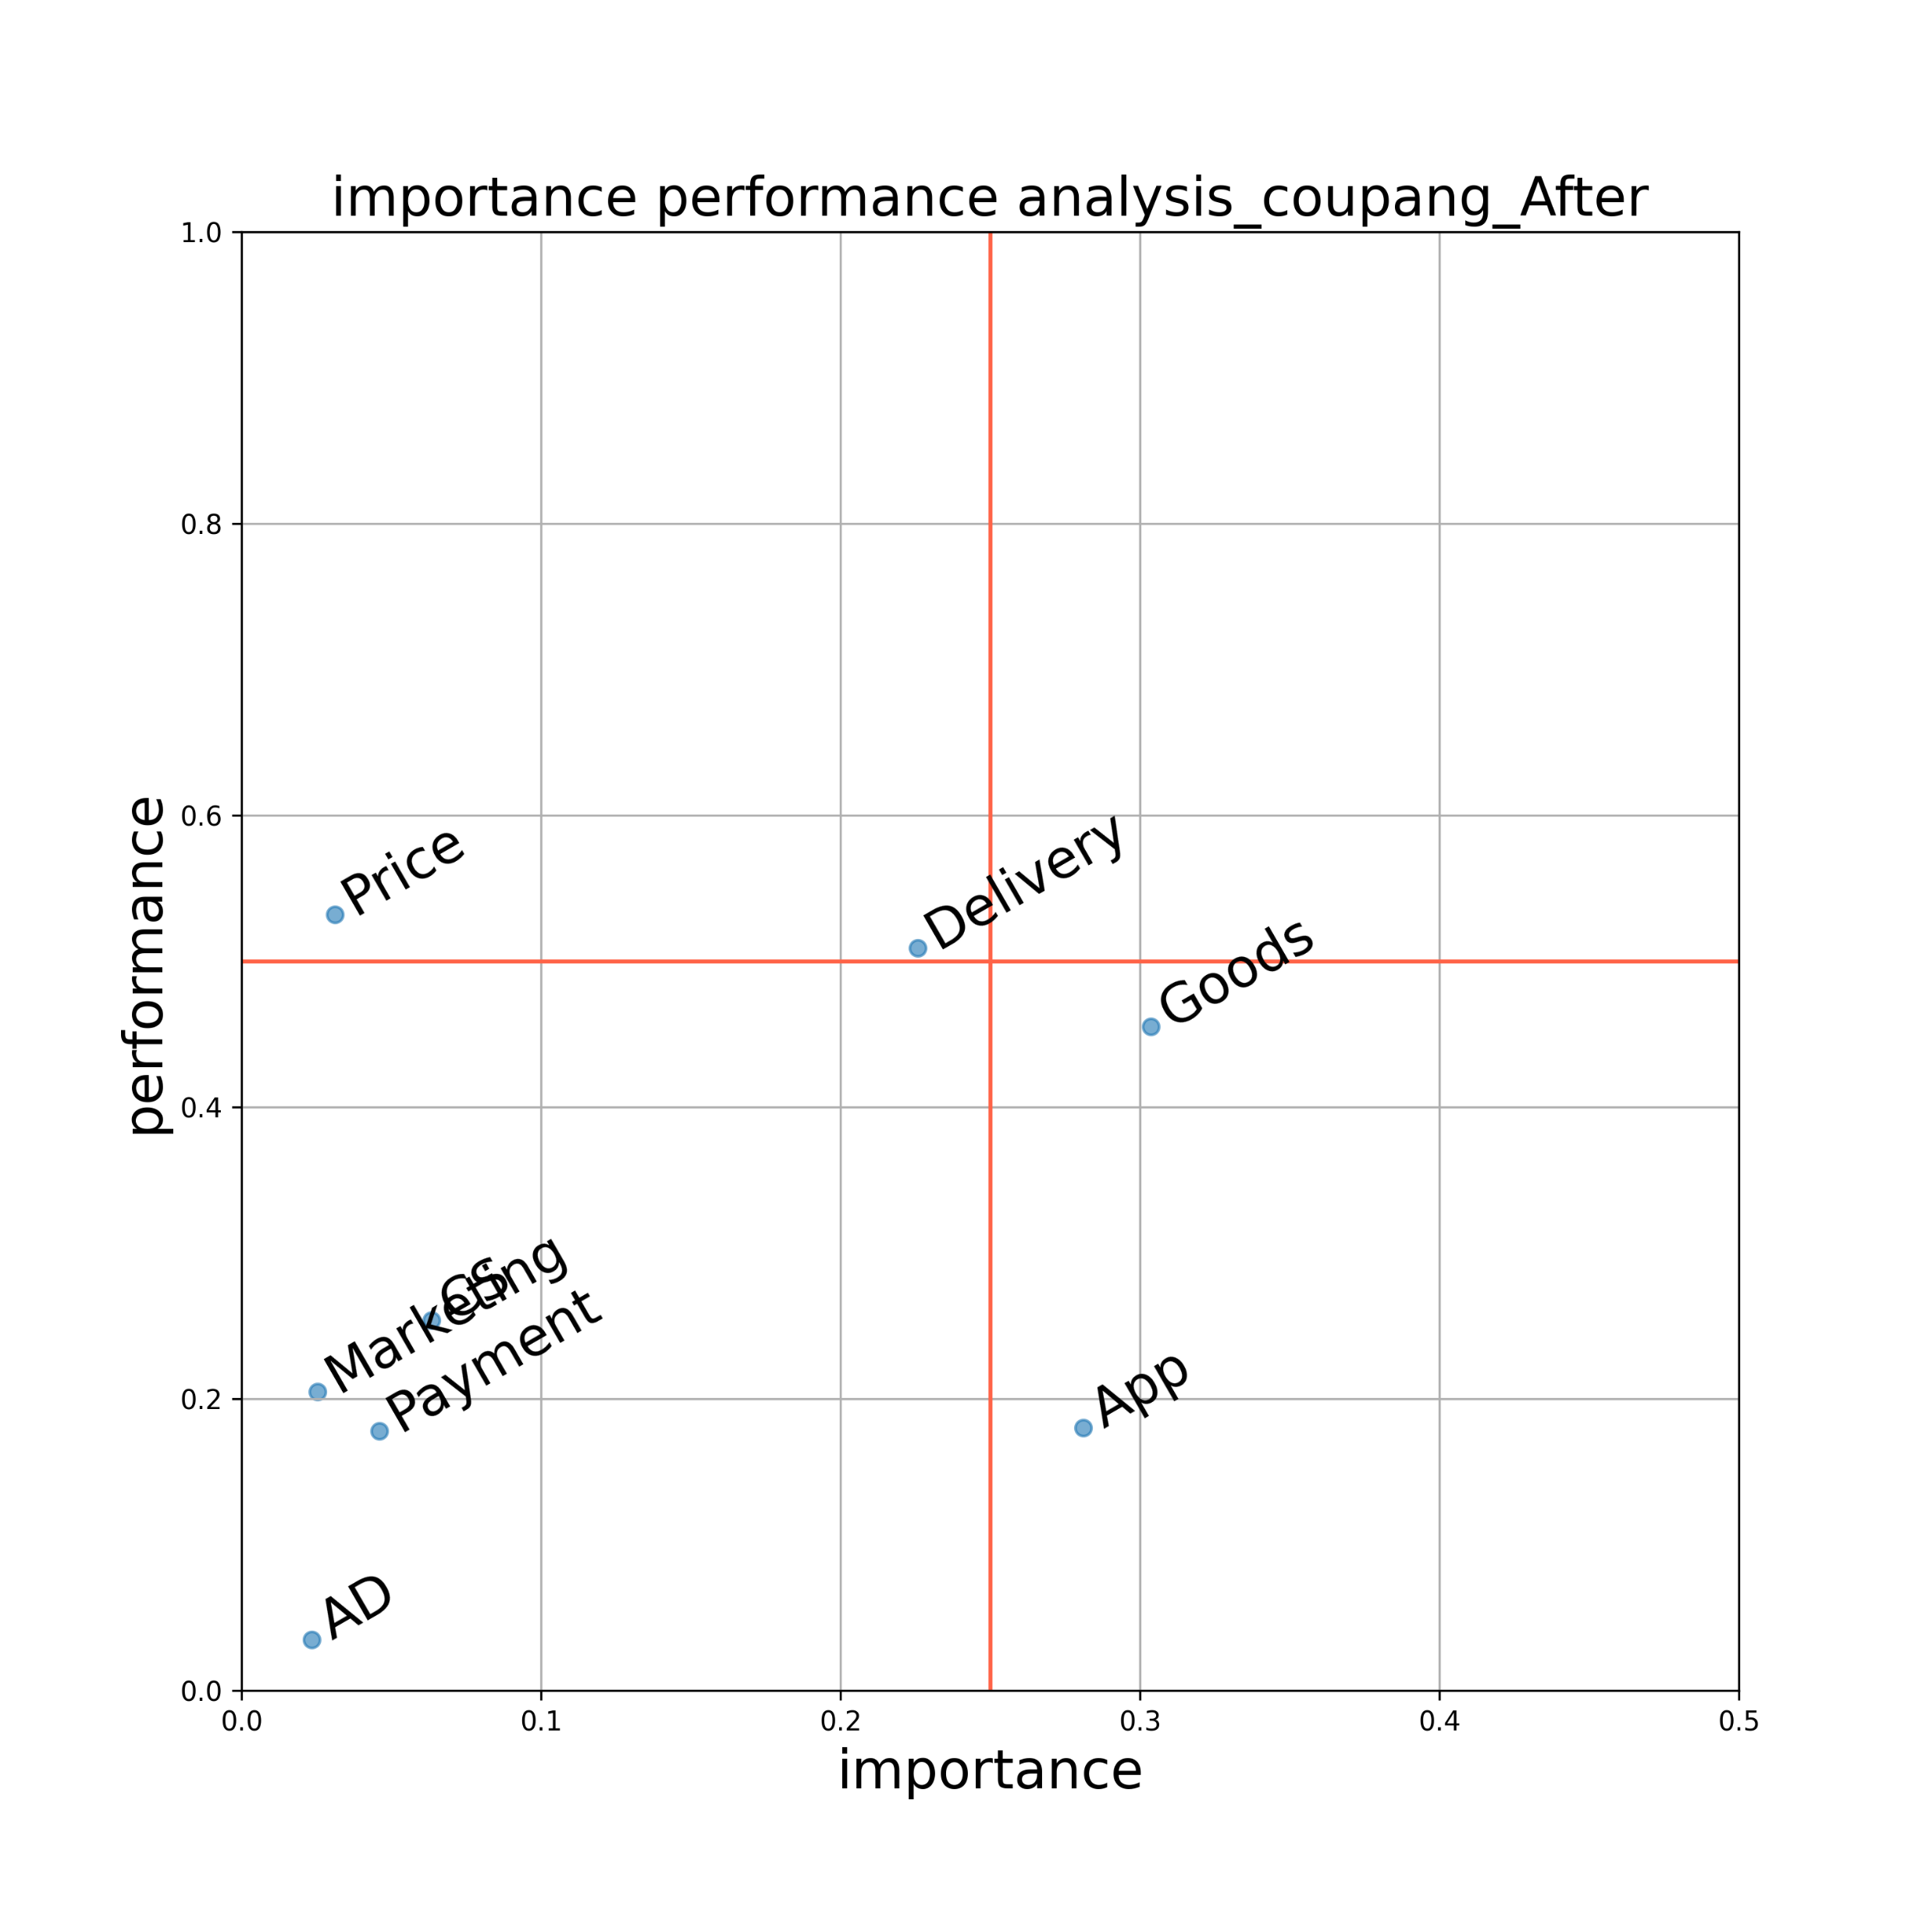 importance performance analysis_coupang_After
1.0
0.8
0.6
0.4
0.2
0.0
performance
Price
Delivery
Goods
CS
Marketing
Payment
App
AD
0.0 0.1 0.2 0.3 0.4 0.5
importance